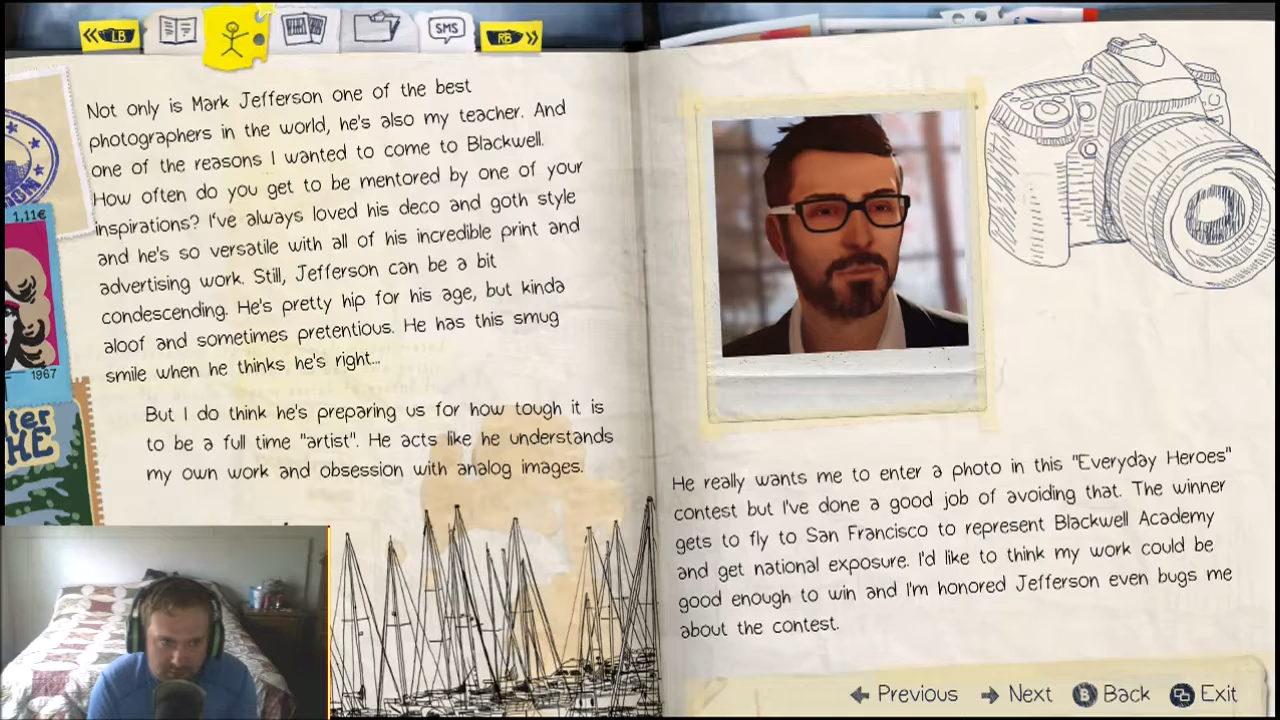 LB
SMS
RB
Not only is Mark Jefferson one of the best
photographers in the world, he's also my teacher. And
one of the reasons I wanted to come to Blackwell.
How often do you get to be mentored by one of your
inspirations? I've always loved his deco and goth style
and he's so versatile with all of his incredible print and
advertising work. Still, Jefferson can be a bit
condescending. He's pretty hip for his age, but kinda
aloof and sometimes pretentious. He has this smug
smile when he thinks he's right...
But I do think he's preparing us for how tough it is
to be a full time "artist". He acts like he understands
my own work and obsession with analog images.
1,11€
1967
He really wants me to enter a photo in this "Everyday Heroes"
contest but I've done a good job of avoiding that. The winner
gets to fly to San Francisco to represent Blackwell Academy
and get national exposure. I'd like to think my work could be
good enough to win and I'm honored Jefferson even bugs me
about the contest.
Previous
Next
B Back
Exit